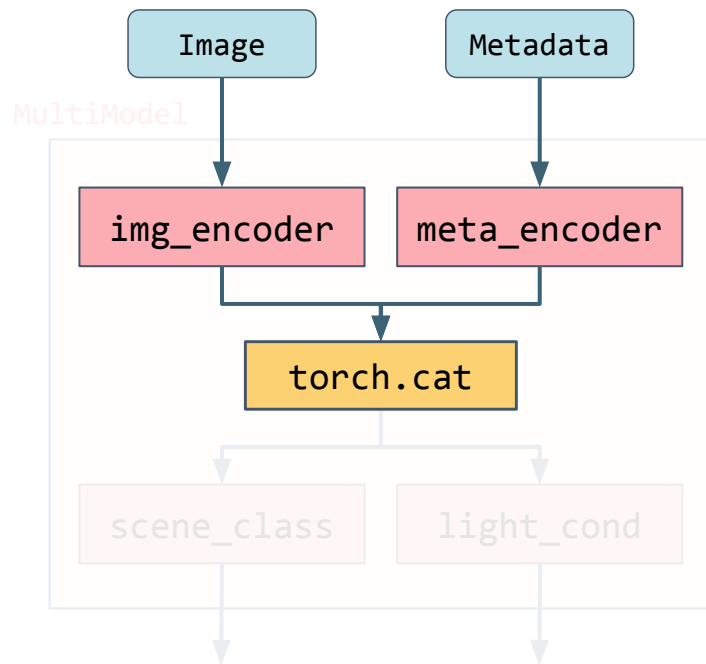 Image
Metadata
MultiModel
img_encoder
meta_encoder
torch.cat
scene_class
light_cond